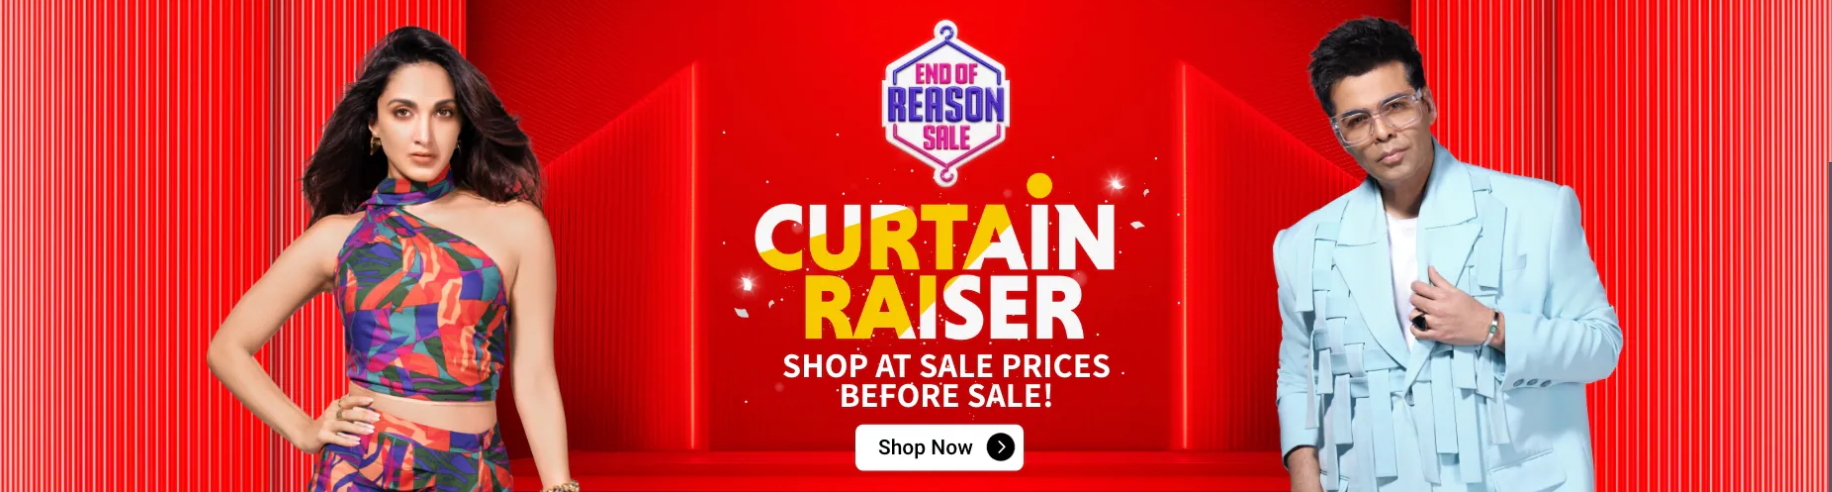 END OF
REASON
SALE
CURTAIN
RAISER
SHOP AT SALE PRICES
BEFORE SALE!
Shop Now